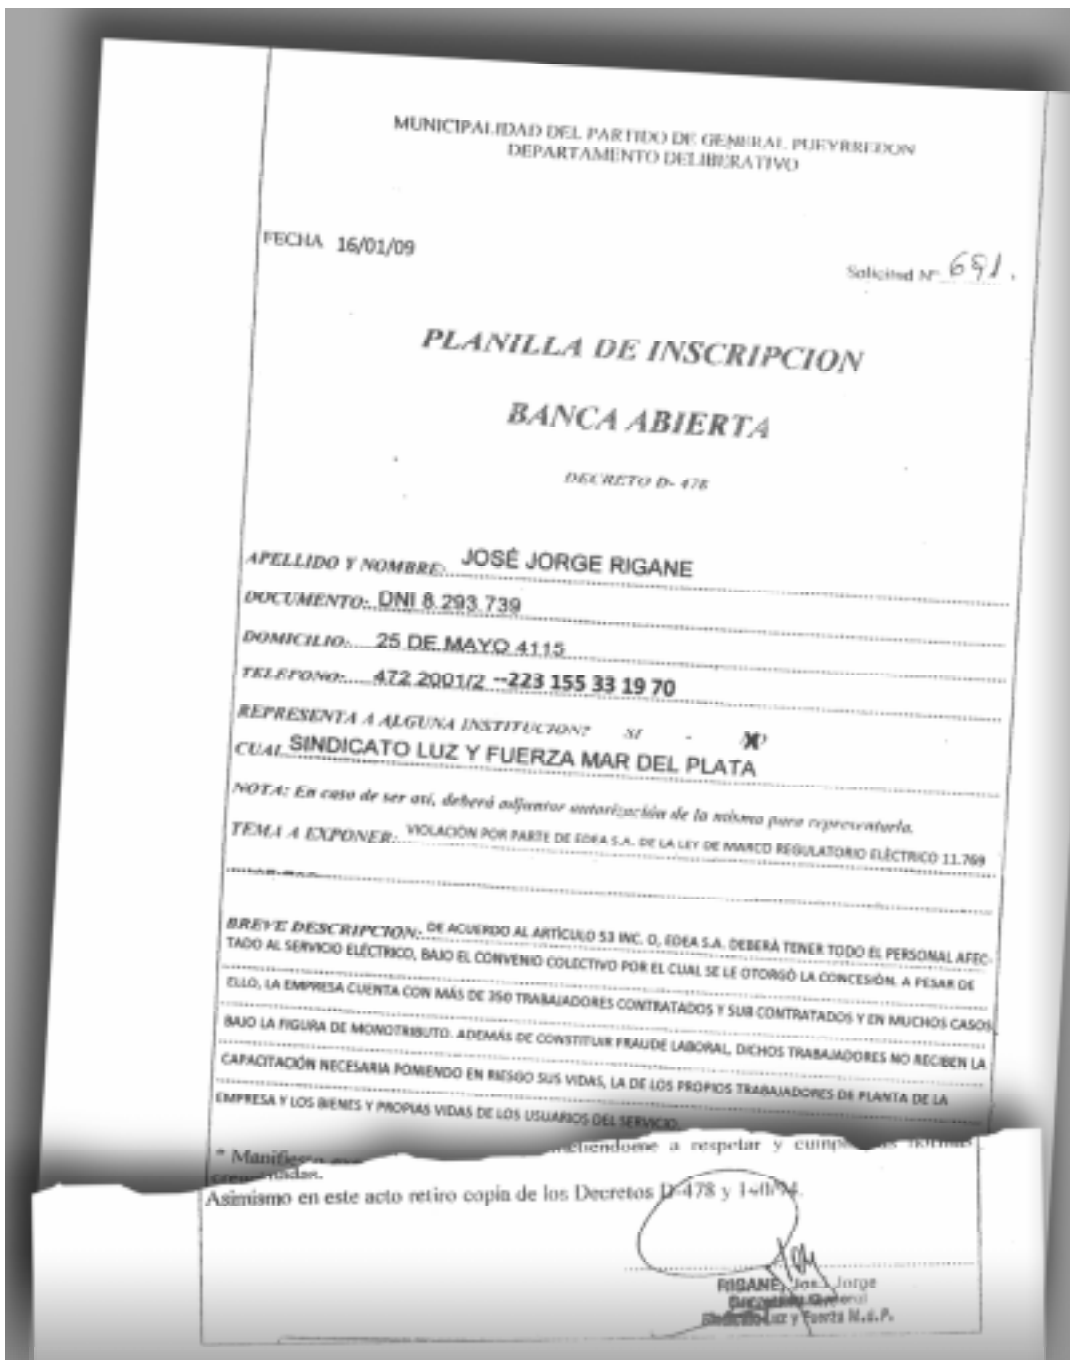 MUNICIPALIDAD DEL PARTIDO DE GENERAL PUEYRREDON
DEPARTAMENTO DELIBERATIVO
FECHA 16/01/09
Solicitud Nº 691.
PLANILLA DE INSCRIPCION
BANCA ABIERTA
DECRETO D- 478
APELLIDO Y NOMBRE: JOSÉ JORGE RIGANE
DOCUMENTO: DNI 8.293.739
DOMICILIO: 25 DE MAYO 4115
TELEFONO: 472 2001/2 --223 155 33 19 70
REPRESENTA A ALGUNA INSTITUCION? SI - X
CUAL SINDICATO LUZ Y FUERZA MAR DEL PLATA
NOTA: En caso de ser así, deberá adjuntar autorización de la misma para representarla.
TEMA A EXPONER: VIOLACIÓN POR PARTE DE EDEA S.A. DE LA LEY DE MARCO REGULATORIO ELÉCTRICO 11.769
BREVE DESCRIPCION: DE ACUERDO AL ARTÍCULO 53 INC. O, EDEA S.A. DEBERÁ TENER TODO EL PERSONAL AFEC-
TADO AL SERVICIO ELÉCTRICO, BAJO EL CONVENIO COLECTIVO POR EL CUAL SE LE OTORGÓ LA CONCESIÓN. A PESAR DE
ELLO, LA EMPRESA CUENTA CON MÁS DE 350 TRABAJADORES CONTRATADOS Y SUB CONTRATADOS Y EN MUCHOS CASOS
BAJO LA FIGURA DE MONOTRIBUTO. ADEMÁS DE CONSTITUIR FRAUDE LABORAL, DICHOS TRABAJADORES NO RECIBEN LA
CAPACITACIÓN NECESARIA PONIENDO EN RIESGO SUS VIDAS, LA DE LOS PROPIOS TRABAJADORES DE PLANTA DE LA
EMPRESA Y LOS BIENES Y PROPIAS VIDAS DE LOS USUARIOS DEL SERVICIO.
* a respetar y
Asimismo en este acto retiro copia de los Decretos D-478 y
RIGANE, Jorge
Secretario General
Sindicato Luz y Fuerza M.d.P.